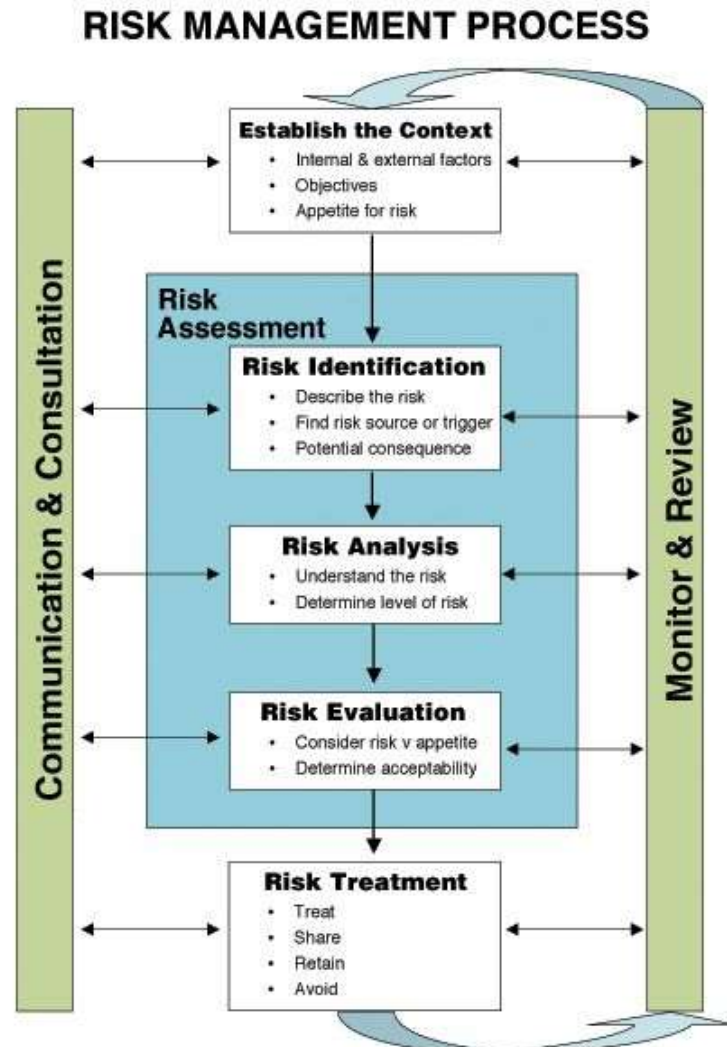 RISK MANAGEMENT PROCESS
Establish the Context
• Internal & external factors
• Objectives
• Appetite for risk
Risk
Assessment
Risk Identification
• Describe the risk
• Find risk source or trigger
• Potential consequence
Risk Analysis
• Understand the risk
• Determine level of risk
Risk Evaluation
• Consider risk v appetite
• Determine acceptability
Risk Treatment
• Treat
• Share
• Retain
• Avoid
Communication & Consultation
Monitor & Review